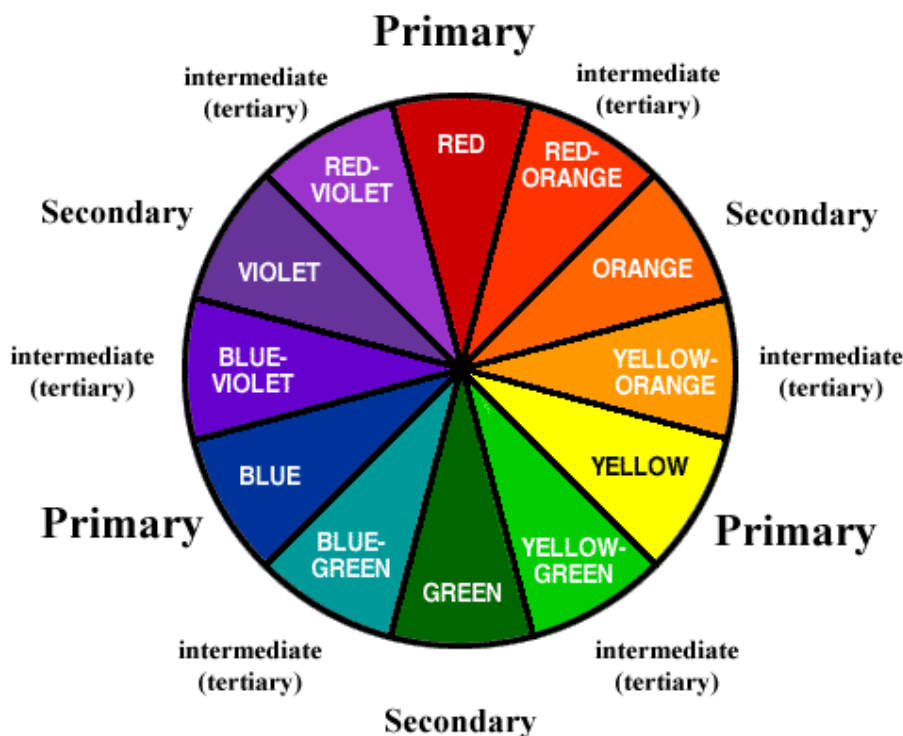 Primary
intermediate
(tertiary)
intermediate
(tertiary)
RED
RED-
VIOLET
RED-
ORANGE
Secondary
Secondary
VIOLET
ORANGE
intermediate
(tertiary)
BLUE-
VIOLET
YELLOW-
ORANGE
intermediate
(tertiary)
BLUE
YELLOW
Primary
Primary
BLUE-
GREEN
GREEN
YELLOW-
GREEN
intermediate
(tertiary)
intermediate
(tertiary)
Secondary